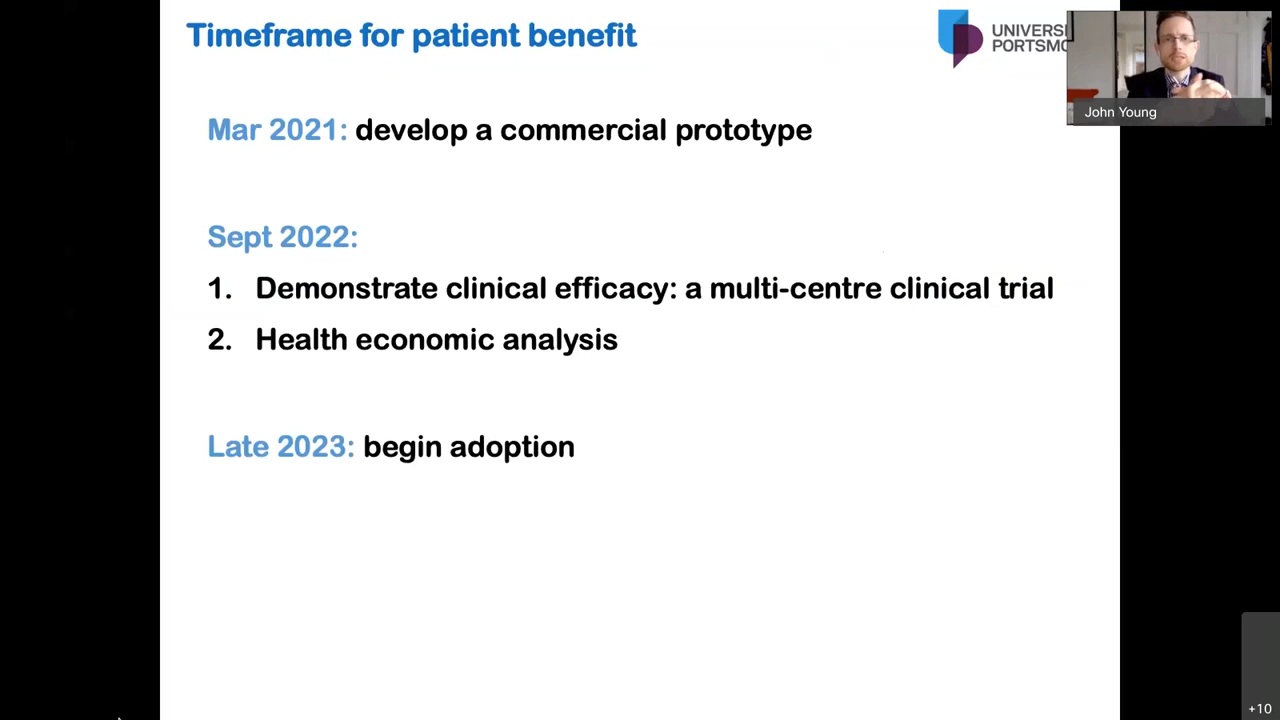 Timeframe for patient benefit
UNIVERSI
PORTSMO
John Young
Mar 2021: develop a commercial prototype
Sept 2022:
1. Demonstrate clinical efficacy: a multi-centre clinical trial
2. Health economic analysis
Late 2023: begin adoption
+10